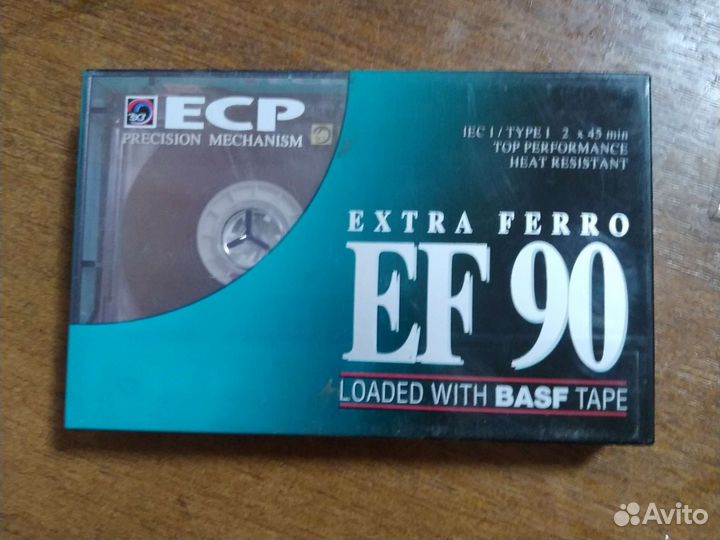 ECP
PRECISION MECHANISM
IEC I / TYPE I 2 x 45 min
TOP PERFORMANCE
HEAT RESISTANT
EXTRA FERRO
EF 90
LOADED WITH BASF TAPE
Avito